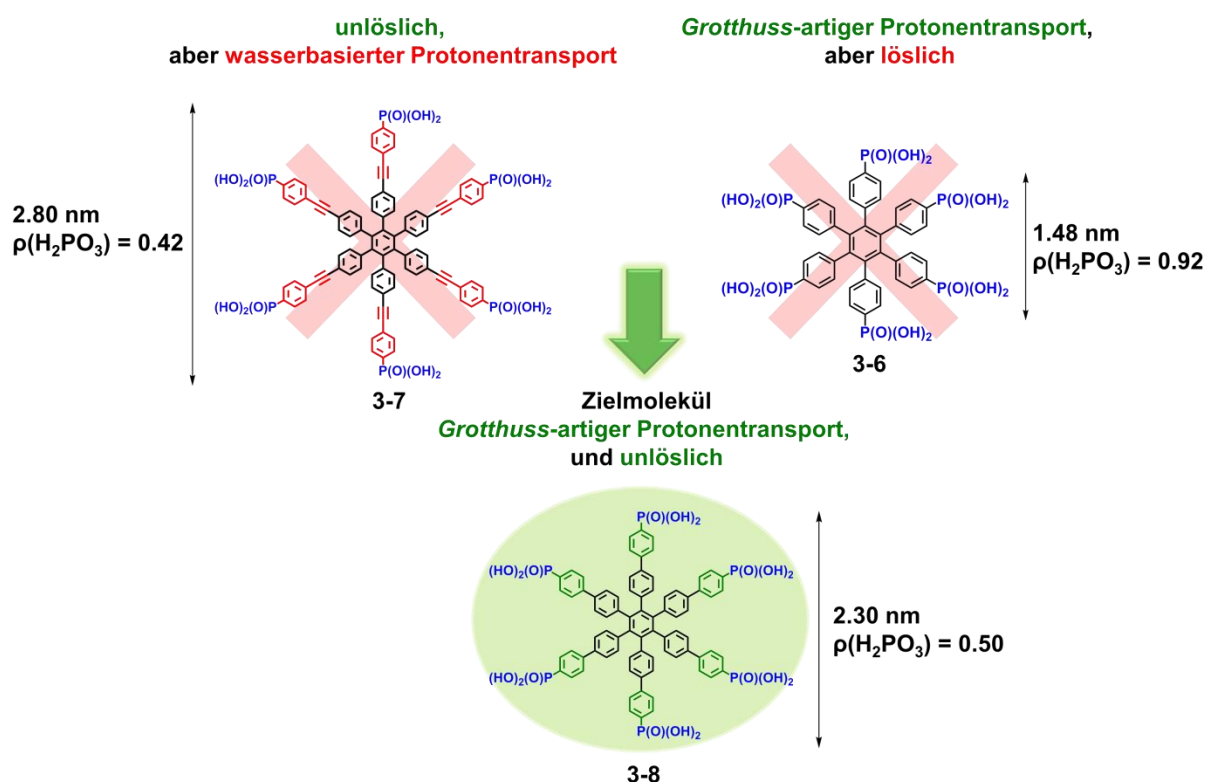 unlöslich,
aber wasserbasierter Protonentransport
Grotthuss-artiger Protonentransport,
aber löslich
P(O)(OH)₂
(HO)₂(O)P
P(O)(OH)₂
2.80 nm
ρ(H₂PO₃) = 0.42
(HO)₂(O)P
P(O)(OH)₂
P(O)(OH)₂
3-7
P(O)(OH)₂
(HO)₂(O)P
P(O)(OH)₂
1.48 nm
ρ(H₂PO₃) = 0.92
(HO)₂(O)P
P(O)(OH)₂
P(O)(OH)₂
3-6
Zielmolekül
Grotthuss-artiger Protonentransport,
und unlöslich
P(O)(OH)₂
(HO)₂(O)P
P(O)(OH)₂
2.30 nm
ρ(H₂PO₃) = 0.50
(HO)₂(O)P
P(O)(OH)₂
P(O)(OH)₂
3-8